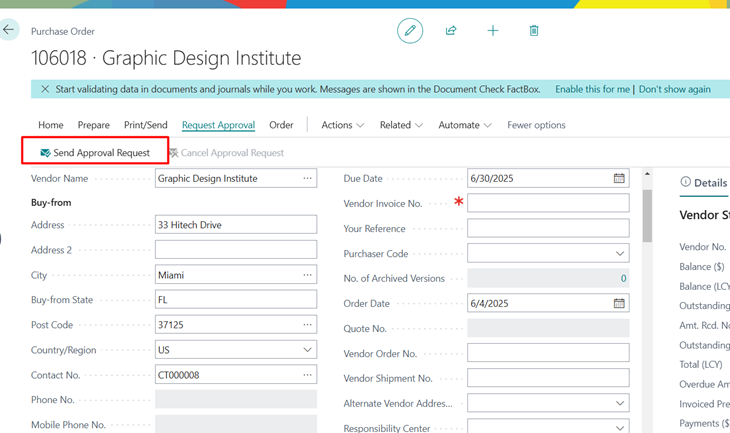 Purchase Order
106018 · Graphic Design Institute
Start validating data in documents and journals while you work. Messages are shown in the Document Check FactBox. Enable this for me | Don't show again
Home Prepare Print/Send Request Approval Order Actions Related Automate Fewer options
Send Approval Request Cancel Approval Request
Vendor Name Graphic Design Institute ...
Buy-from
Address 33 Hitech Drive
Address 2
City Miami ...
Buy-from State FL
Post Code 37125 ...
Country/Region US
Contact No. CT000008 ...
Phone No.
Mobile Phone No.
Due Date 6/30/2025
Vendor Invoice No. *
Your Reference
Purchaser Code
No. of Archived Versions 0
Order Date 6/4/2025
Quote No.
Vendor Order No.
Vendor Shipment No.
Alternate Vendor Addres...
Responsibility Center
Details
Vendor St
Vendor No.
Balance ($)
Balance (LCY
Outstanding
Amt. Rcd. No
Outstanding
Total (LCY)
Overdue Am
Invoiced Pre
Payments ($